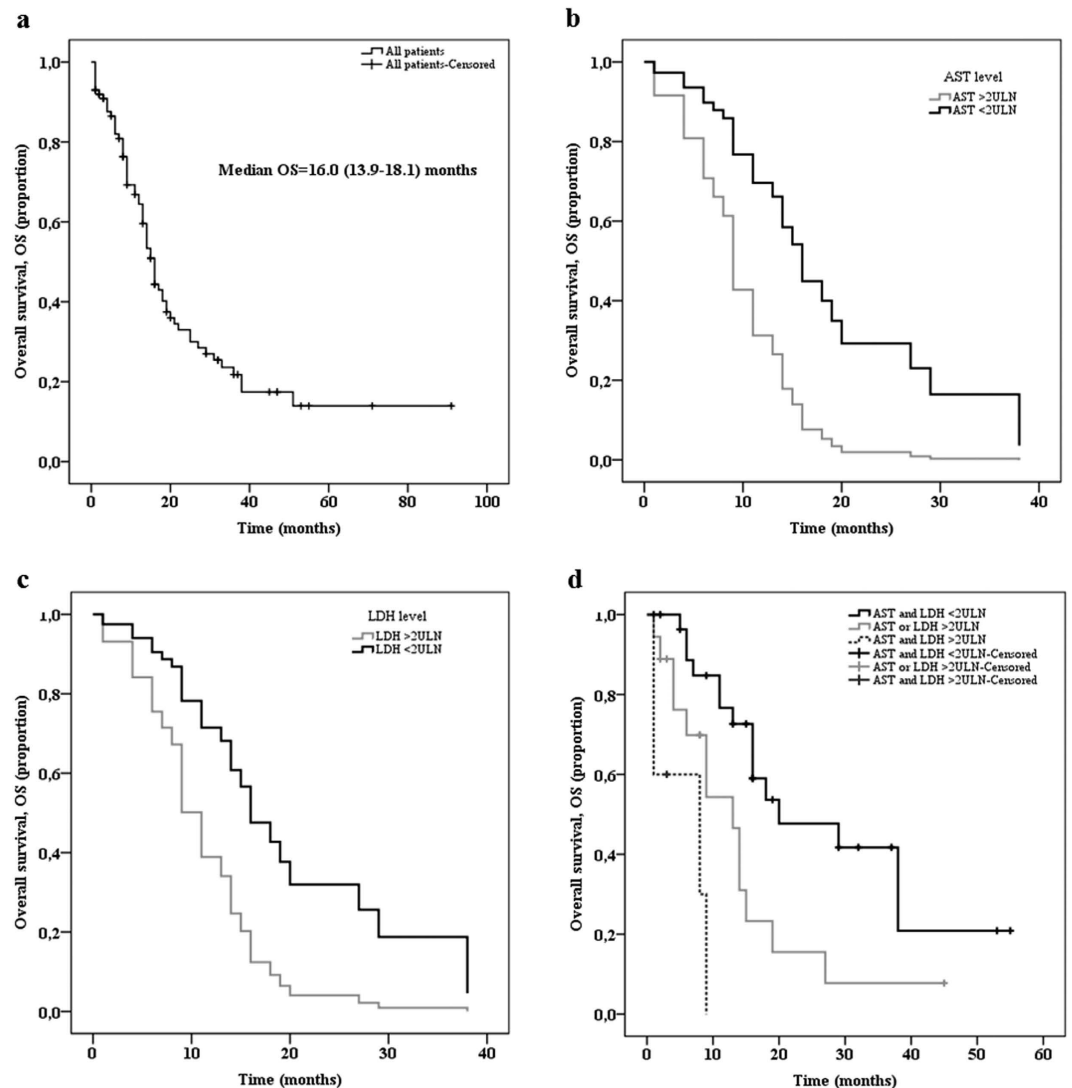 a
All patients
All patients-Censored
Median OS=16.0 (13.9-18.1) months
Overall survival, OS (proportion)
1,0
0,8
0,6
0,4
0,2
0,0
0 20 40 60 80 100
Time (months)
b
AST level
AST >2ULN
AST <2ULN
Overall survival, OS (proportion)
1,0
0,8
0,6
0,4
0,2
0,0
0 10 20 30 40
Time (months)
c
LDH level
LDH >2ULN
LDH <2ULN
Overall survival, OS (proportion)
1,0
0,8
0,6
0,4
0,2
0,0
0 10 20 30 40
Time (months)
d
AST and LDH <2ULN
AST or LDH >2ULN
AST and LDH >2ULN
AST and LDH <2ULN-Censored
AST or LDH >2ULN-Censored
AST and LDH >2ULN-Censored
Overall survival, OS (proportion)
1,0
0,8
0,6
0,4
0,2
0,0
0 10 20 30 40 50 60
Time (months)